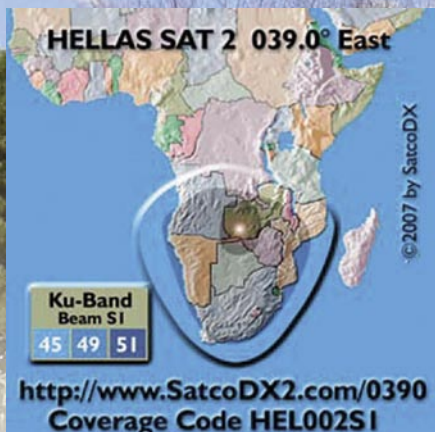 HELLAS SAT 2 039.0° East
©2007 by SatcoDX
Ku-Band
Beam S1
45 49 51
http://www.SatcoDX2.com/0390
Coverage Code HEL002S1